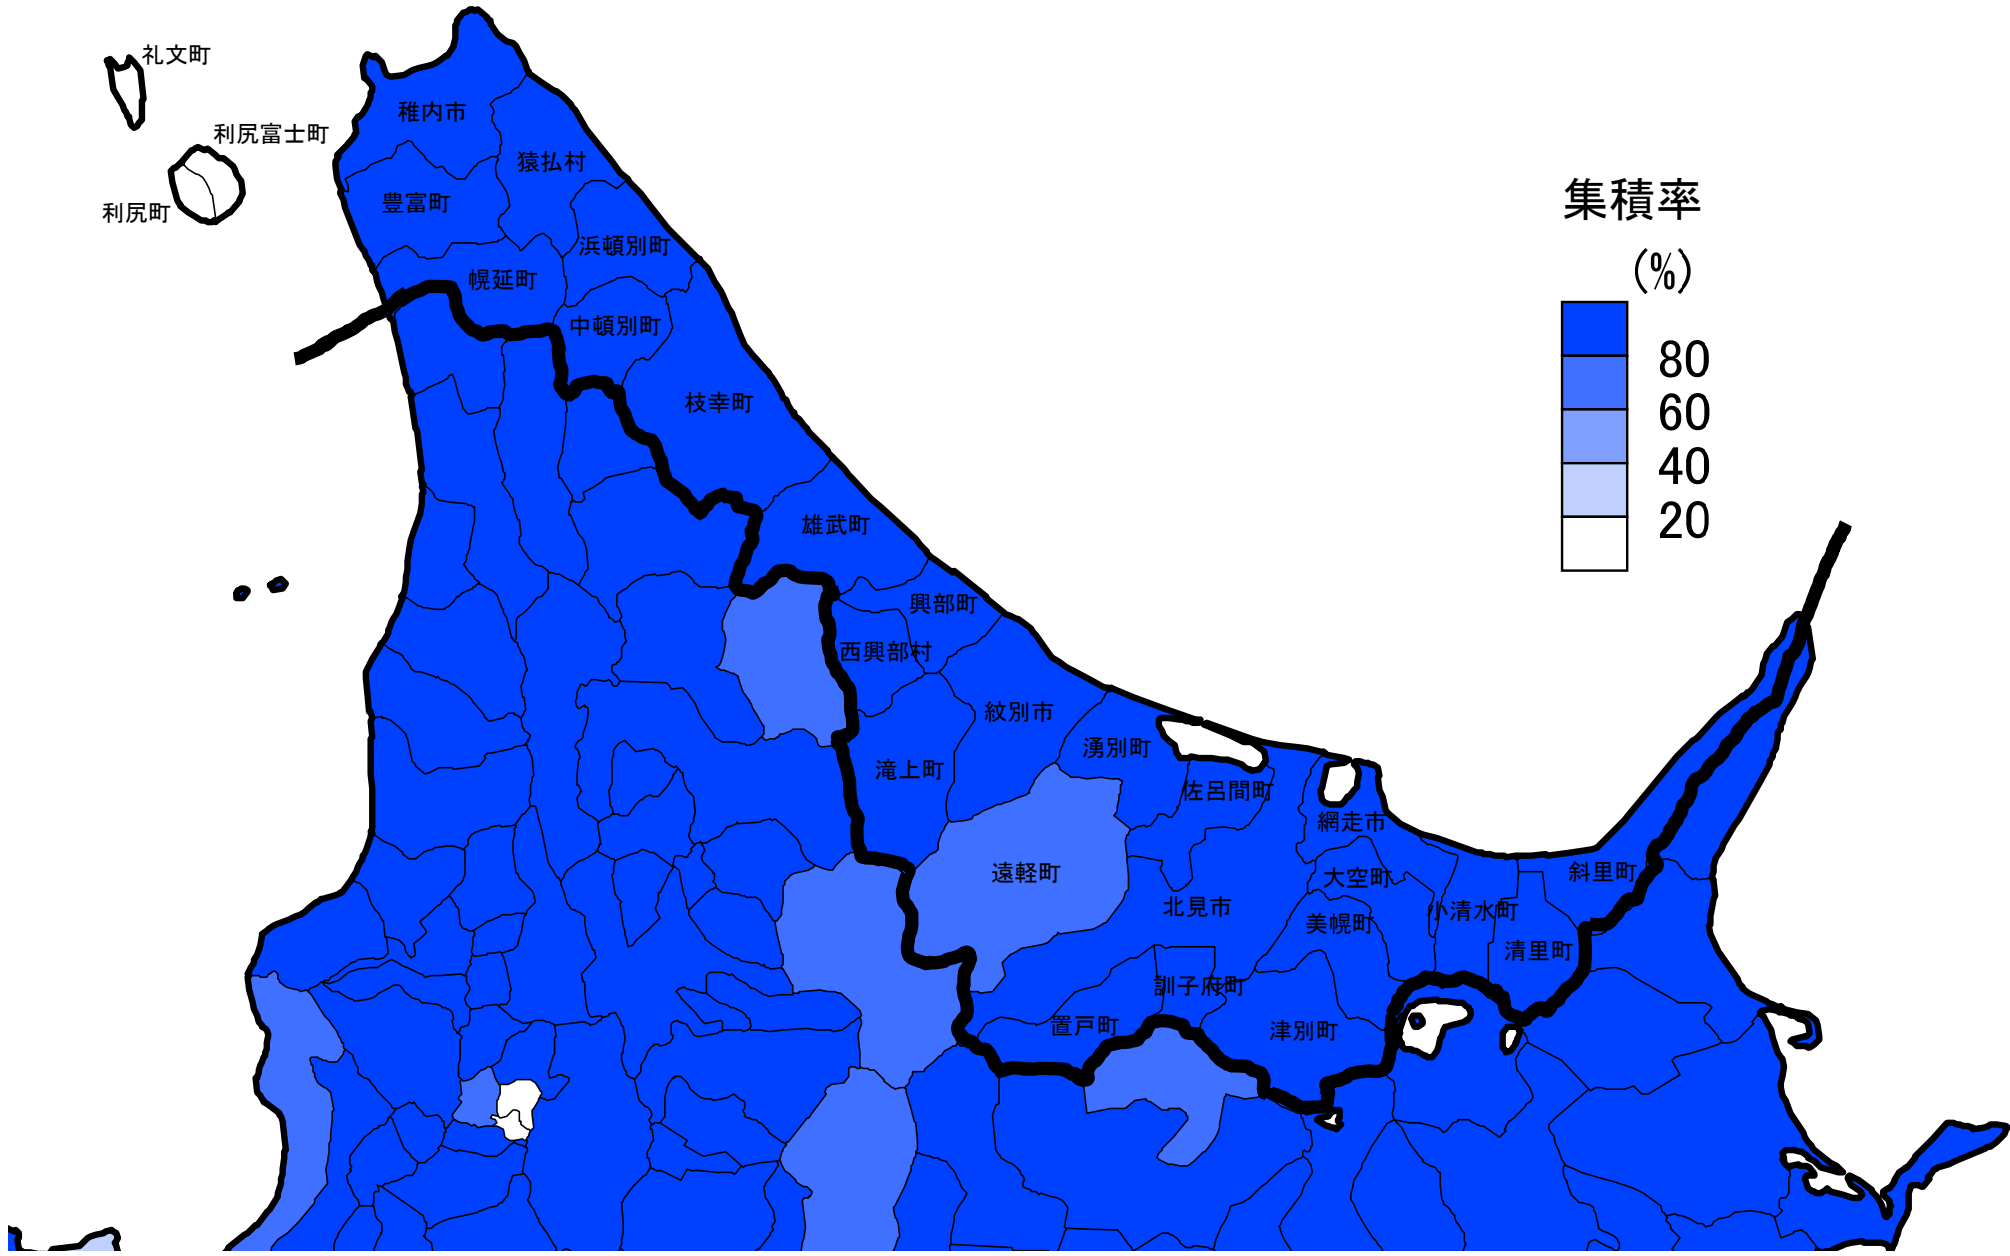 礼文町
利尻富士町
利尻町
稚内市
猿払村
豊富町
浜頓別町
幌延町
中頓別町
枝幸町
雄武町
興部町
西興部村
紋別市
滝上町
湧別町
佐呂間町
網走市
遠軽町
大空町
斜里町
北見市
美幌町
小清水町
清里町
訓子府町
置戸町
津別町
集積率
(%)
80
60
40
20